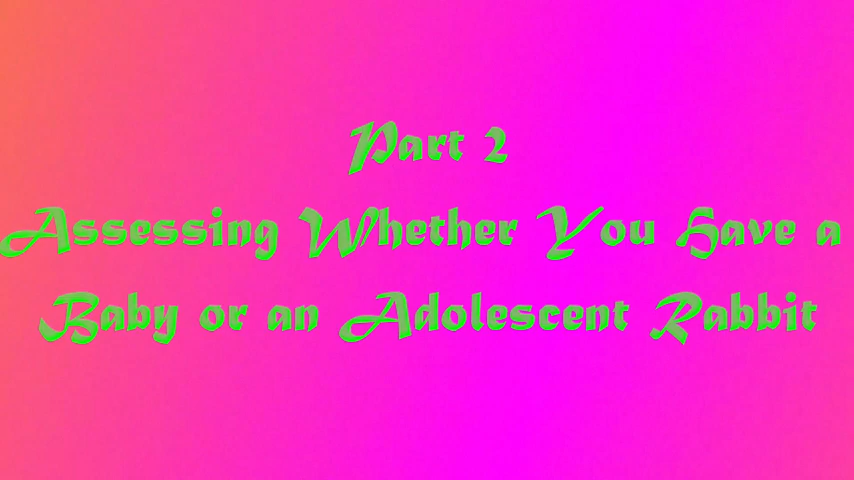 Part 2
Assessing Whether You Have a
Baby or an Adolescent Rabbit